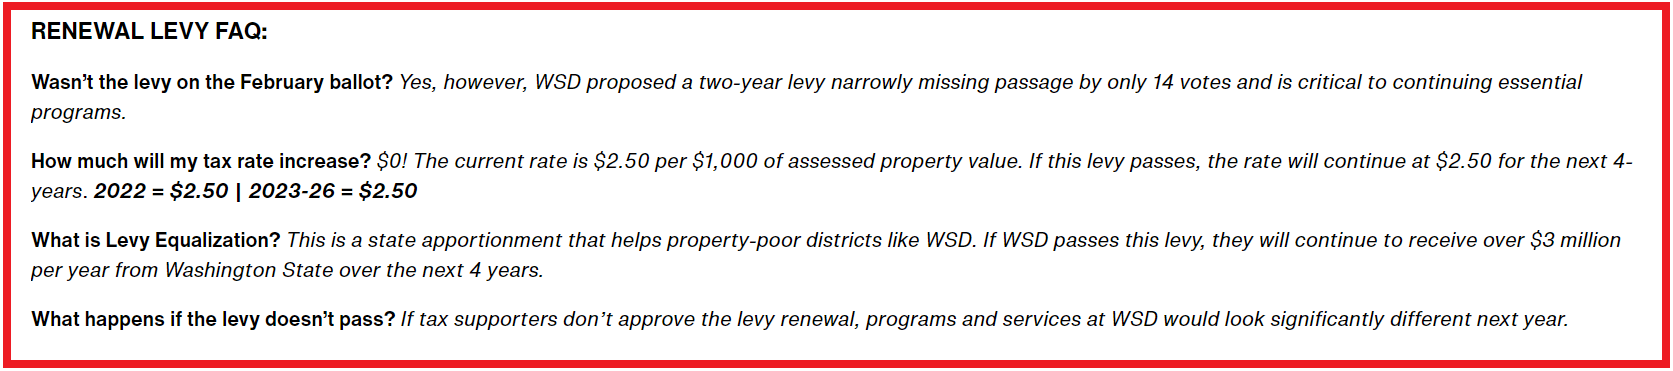 RENEWAL LEVY FAQ:
Wasn't the levy on the February ballot? Yes, however, WSD proposed a two-year levy narrowly missing passage by only 14 votes and is critical to continuing essential
programs.
How much will my tax rate increase? $0! The current rate is $2.50 per $1,000 of assessed property value. If this levy passes, the rate will continue at $2.50 for the next 4-
years. 2022 = $2.50 | 2023-26 = $2.50
What is Levy Equalization? This is a state apportionment that helps property-poor districts like WSD. If WSD passes this levy, they will continue to receive over $3 million
per year from Washington State over the next 4 years.
What happens if the levy doesn't pass? If tax supporters don't approve the levy renewal, programs and services at WSD would look significantly different next year.